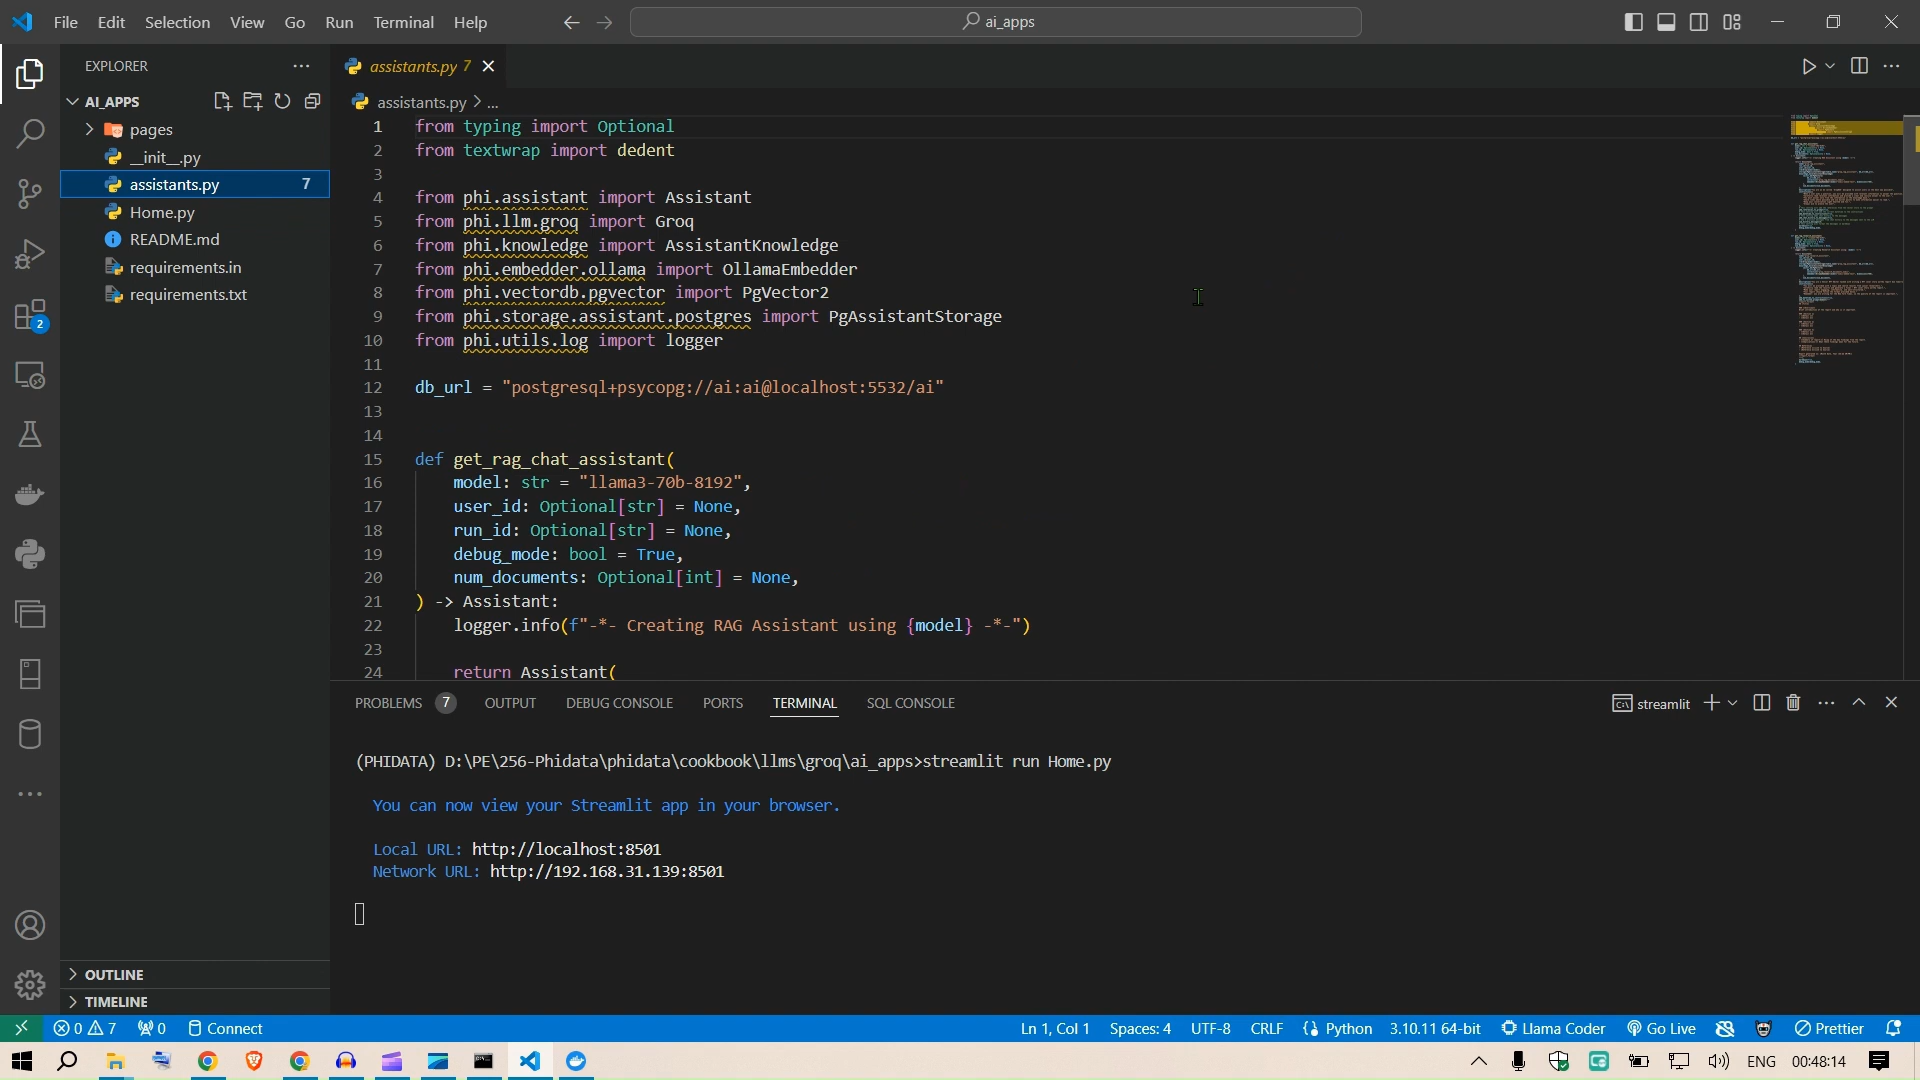 File Edit Selection View Go Run Terminal Help
ai_apps
EXPLORER
AI_APPS
pages
__init__.py
assistants.py 7
Home.py
README.md
requirements.in
requirements.txt
2
OUTLINE
TIMELINE
assistants.py 7
assistants.py > ...
1 from typing import Optional
2 from textwrap import dedent
3
4 from phi.assistant import Assistant
5 from phi.llm.groq import Groq
6 from phi.knowledge import AssistantKnowledge
7 from phi.embedder.ollama import OllamaEmbedder
8 from phi.vectordb.pgvector import PgVector2
9 from phi.storage.assistant.postgres import PgAssistantStorage
10 from phi.utils.log import logger
11
12 db_url = "postgresql+psycopg://ai:ai@localhost:5532/ai"
13
14
15 def get_rag_chat_assistant(
16 model: str = "llama3-70b-8192",
17 user_id: Optional[str] = None,
18 run_id: Optional[str] = None,
19 debug_mode: bool = True,
20 num_documents: Optional[int] = None,
21 ) -> Assistant:
22 logger.info(f"-*- Creating RAG Assistant using {model} -*-")
23
24 return Assistant(
PROBLEMS 7 OUTPUT DEBUG CONSOLE PORTS TERMINAL SQL CONSOLE
streamlit
(PHIDATA) D:\PE\256-Phidata\phidata\cookbook\llms\groq\ai_apps>streamlit run Home.py
You can now view your Streamlit app in your browser.
Local URL: http://localhost:8501
Network URL: http://192.168.31.139:8501
0 7 0 Connect
Ln 1, Col 1 Spaces: 4 UTF-8 CRLF Python 3.10.11 64-bit Llama Coder Go Live Prettier
ENG 00:48:14